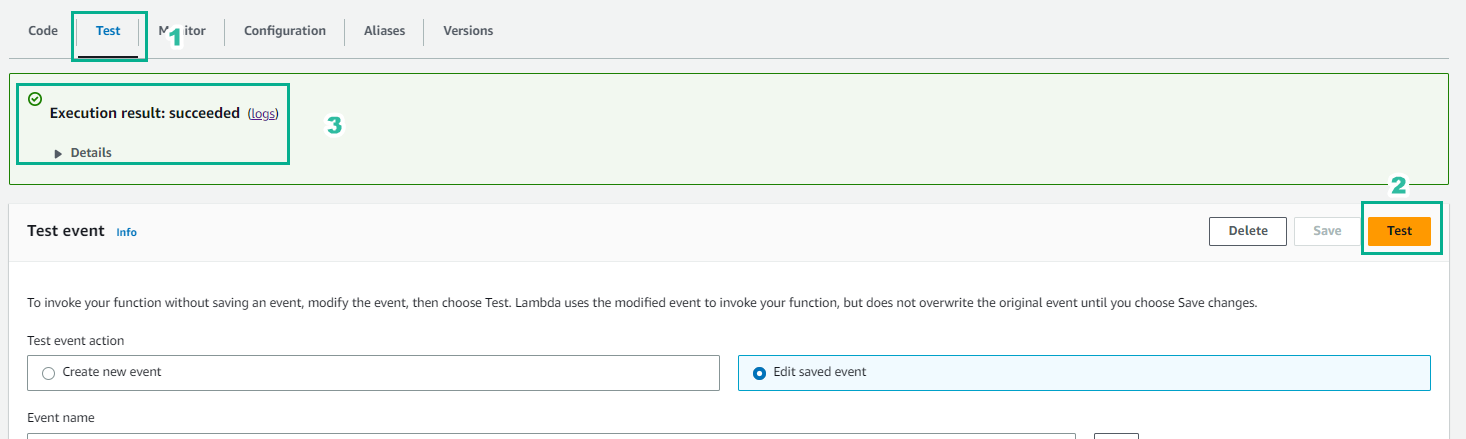 Code Test Monitor Configuration Aliases Versions
1
Execution result: succeeded (logs)
3
Details
2
Test event Info Delete Save Test
To invoke your function without saving an event, modify the event, then choose Test. Lambda uses the modified event to invoke your function, but does not overwrite the original event until you choose Save changes.
Test event action
Create new event Edit saved event
Event name